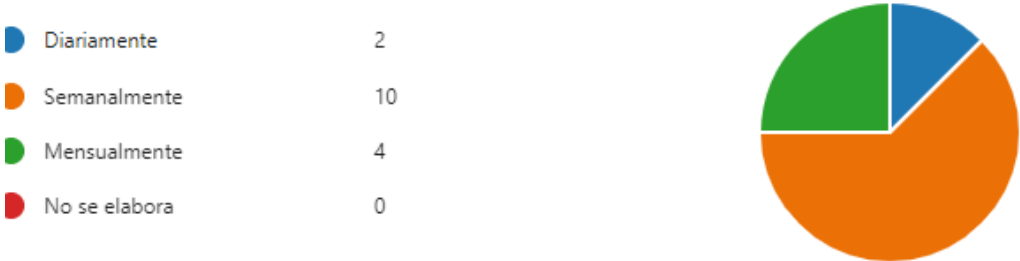 Diariamente 2
Semanalmente 10
Mensualmente 4
No se elabora 0